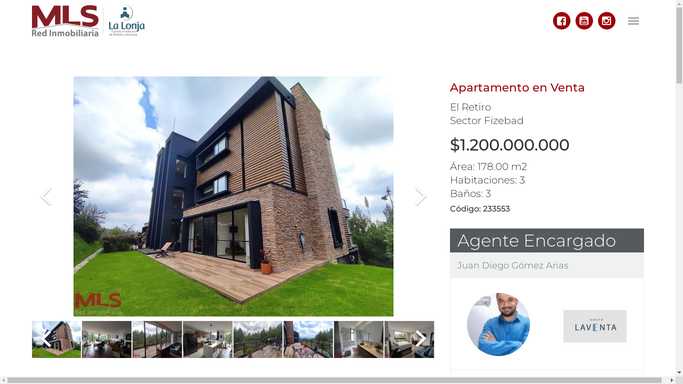 MLS
Red Inmobiliaria
La Lonja
Apartamento en Venta
El Retiro
Sector Fizebad
$1.200.000.000
Área: 178.00 m2
Habitaciones: 3
Baños: 3
Código: 233553
Agente Encargado
Juan Diego Gómez Arias
MLS
LAVENTA